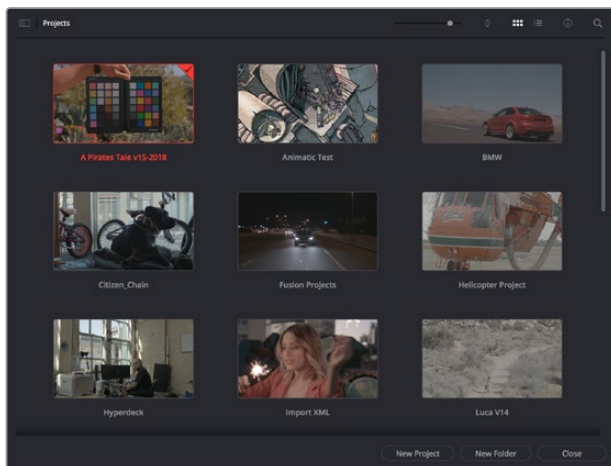 Projects
A Pirates Tale v15-2018
Animatic Test
BMW
Citizen_Chain
Fusion Projects
Helicopter Project
Hyperdeck
Import XML
Luca V14
New Project
New Folder
Close